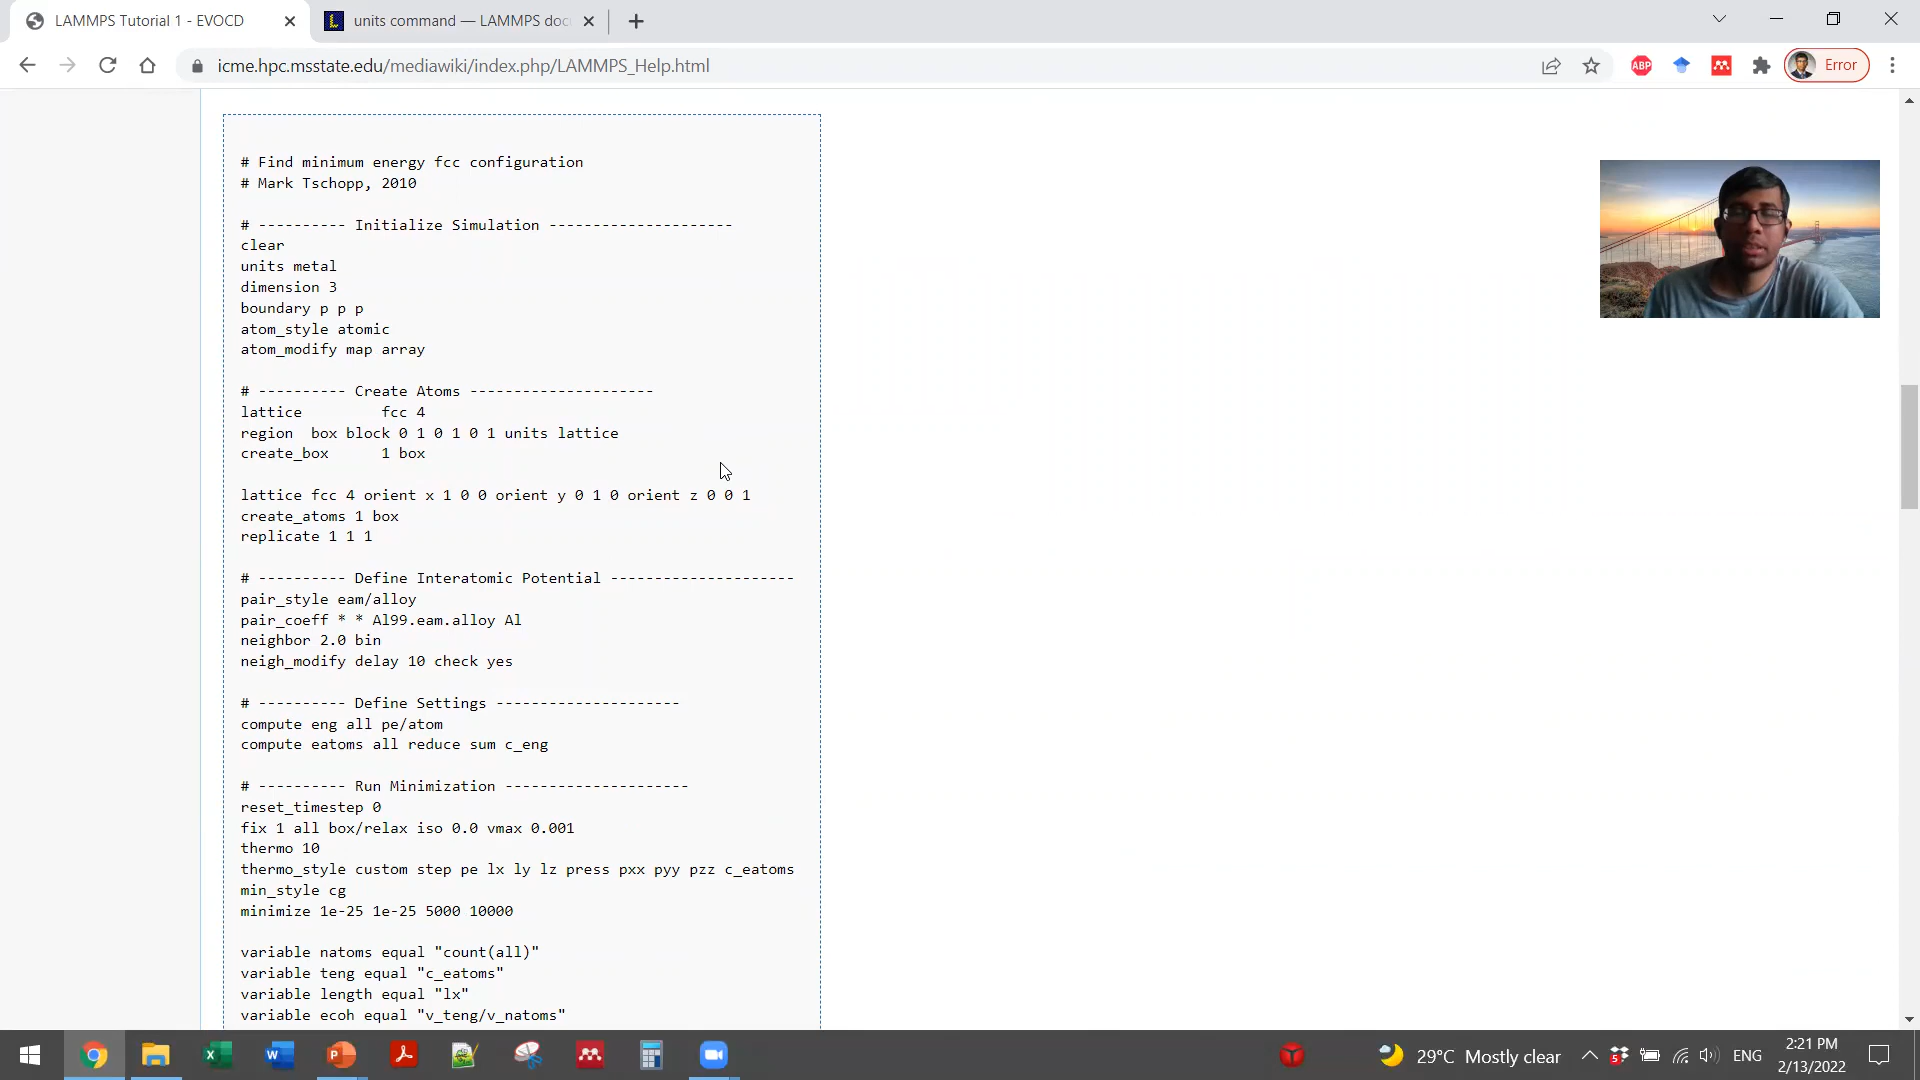 LAMMPS Tutorial 1 - EVOCD
units command — LAMMPS doc
icme.hpc.msstate.edu/mediawiki/index.php/LAMMPS_Help.html
ABP
Error
# Find minimum energy fcc configuration
# Mark Tschopp, 2010
# ---------- Initialize Simulation ---------------------
clear
units metal
dimension 3
boundary p p p
atom_style atomic
atom_modify map array
# ---------- Create Atoms ---------------------
lattice fcc 4
region box block 0 1 0 1 0 1 units lattice
create_box 1 box
lattice fcc 4 orient x 1 0 0 orient y 0 1 0 orient z 0 0 1
create_atoms 1 box
replicate 1 1 1
# ---------- Define Interatomic Potential ---------------------
pair_style eam/alloy
pair_coeff * * Al99.eam.alloy Al
neighbor 2.0 bin
neigh_modify delay 10 check yes
# ---------- Define Settings ---------------------
compute eng all pe/atom
compute eatoms all reduce sum c_eng
# ---------- Run Minimization ---------------------
reset_timestep 0
fix 1 all box/relax iso 0.0 vmax 0.001
thermo 10
thermo_style custom step pe lx ly lz press pxx pyy pzz c_eatoms
min_style cg
minimize 1e-25 1e-25 5000 10000
variable natoms equal "count(all)"
variable teng equal "c_eatoms"
variable length equal "lx"
variable ecoh equal "v_teng/v_natoms"
29°C Mostly clear
ENG
2:21 PM
2/13/2022